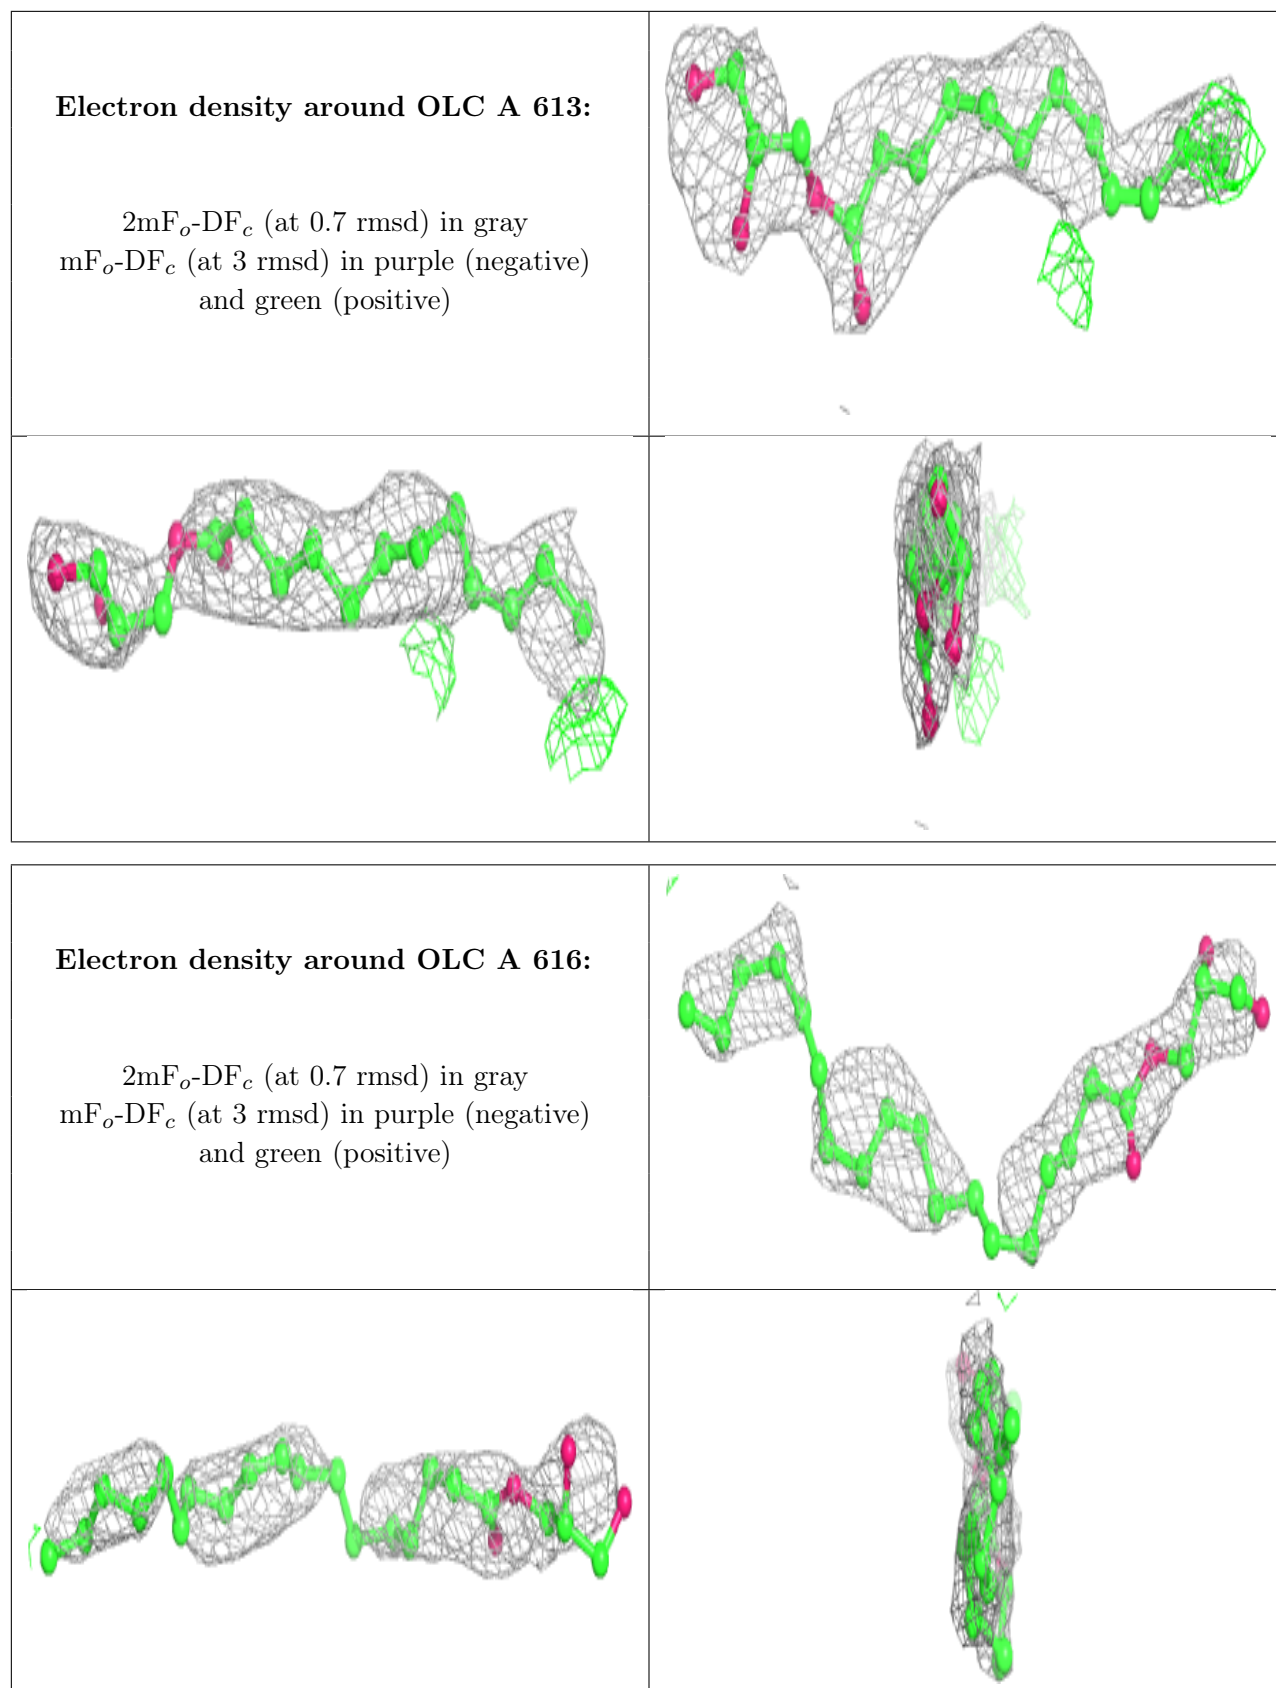 Electron density around OLC A 613:
2mFo-DFc (at 0.7 rmsd) in gray
mFo-DFc (at 3 rmsd) in purple (negative)
and green (positive)
Electron density around OLC A 616:
2mFo-DFc (at 0.7 rmsd) in gray
mFo-DFc (at 3 rmsd) in purple (negative)
and green (positive)